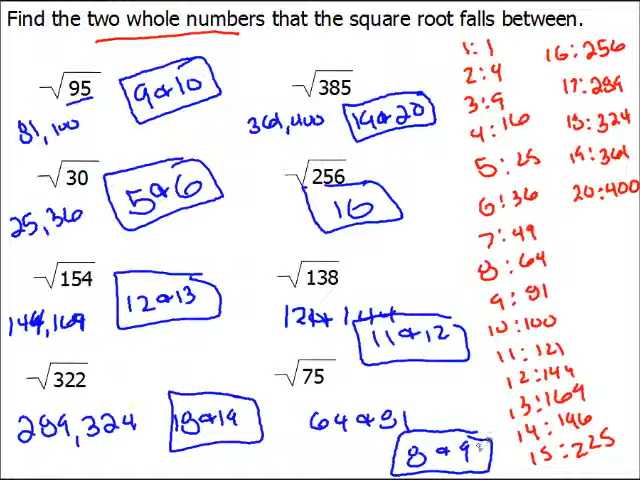 Find the two whole numbers that the square root falls between.
√95
9 & 10
81, 100
√30
5 & 6
25, 36
√154
12 & 13
144, 169
√322
18 & 19
289, 324
√385
19 & 20
361, 400
√256
16
√138
121 & 144
11 & 12
√75
64 & 81
8 & 9
1 : 1
2 : 4
3 : 9
4 : 16
5 : 25
6 : 36
7 : 49
8 : 64
9 : 81
10 : 100
11 : 121
12 : 144
13 : 169
14 : 196
15 : 225
16 : 256
17 : 289
18 : 324
19 : 361
20 : 400